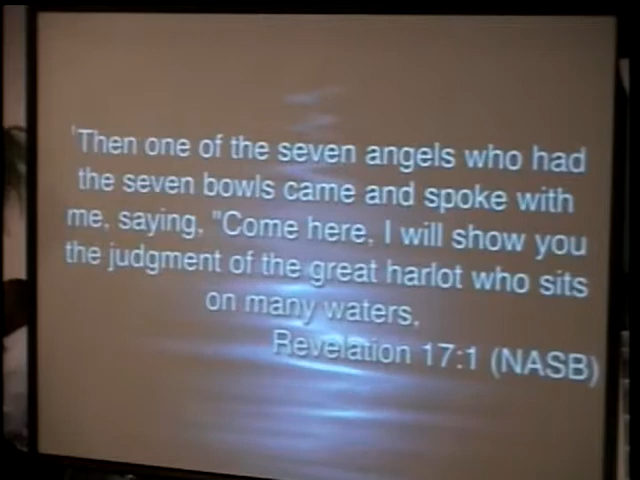 ¹Then one of the seven angels who had
the seven bowls came and spoke with
me, saying, "Come here, I will show you
the judgment of the great harlot who sits
on many waters,
Revelation 17:1 (NASB)